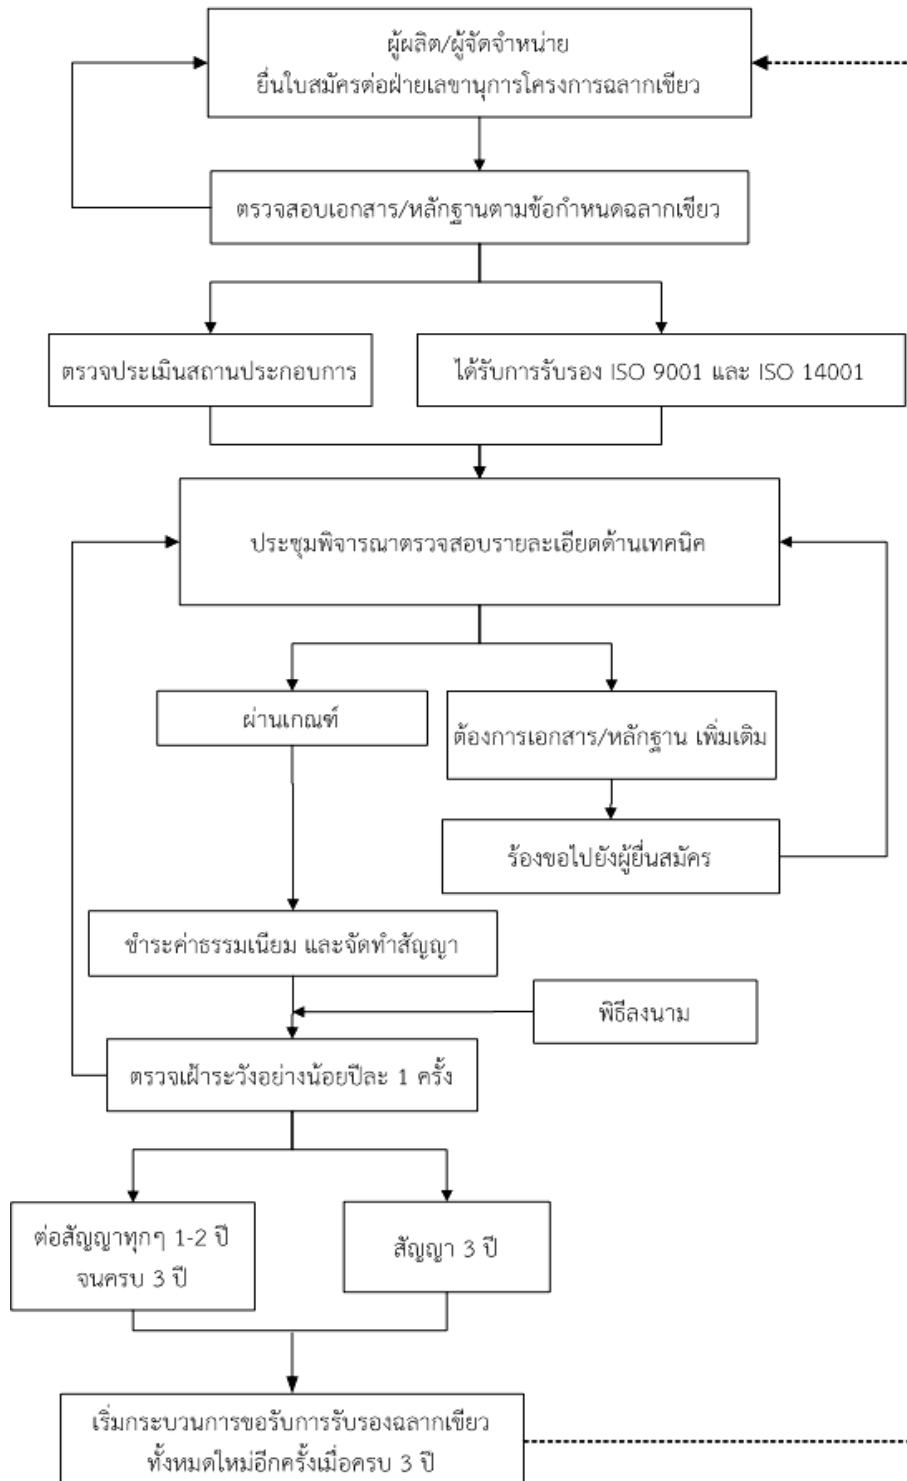 ผู้ผลิต/ผู้จัดจำหน่าย
ยื่นใบสมัครต่อฝ่ายเลขานุการโครงการฉลากเขียว
ตรวจสอบเอกสาร/หลักฐานตามข้อกำหนดฉลากเขียว
ตรวจประเมินสถานประกอบการ
ได้รับการรับรอง ISO 9001 และ ISO 14001
ประชุมพิจารณาตรวจสอบรายละเอียดด้านเทคนิค
ผ่านเกณฑ์
ต้องการเอกสาร/หลักฐาน เพิ่มเติม
ร้องขอไปยังผู้ยื่นสมัคร
ชำระค่าธรรมเนียม และจัดทำสัญญา
พิธีลงนาม
ตรวจเฝ้าระวังอย่างน้อยปีละ 1 ครั้ง
ต่อสัญญาทุกๆ 1-2 ปี
จนครบ 3 ปี
สัญญา 3 ปี
เริ่มกระบวนการขอรับการรับรองฉลากเขียว
ทั้งหมดใหม่อีกครั้งเมื่อครบ 3 ปี